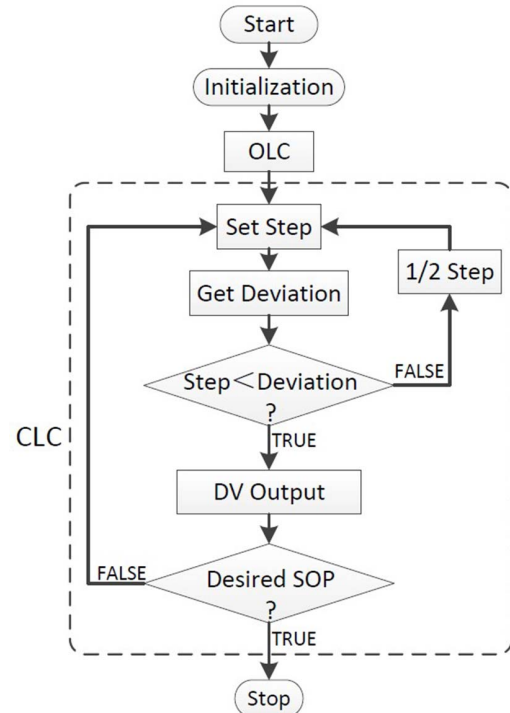 Start
Initialization
OLC
Set Step
1/2 Step
Get Deviation
Step＜Deviation
?
FALSE
TRUE
CLC
DV Output
Desired SOP
?
FALSE
TRUE
Stop